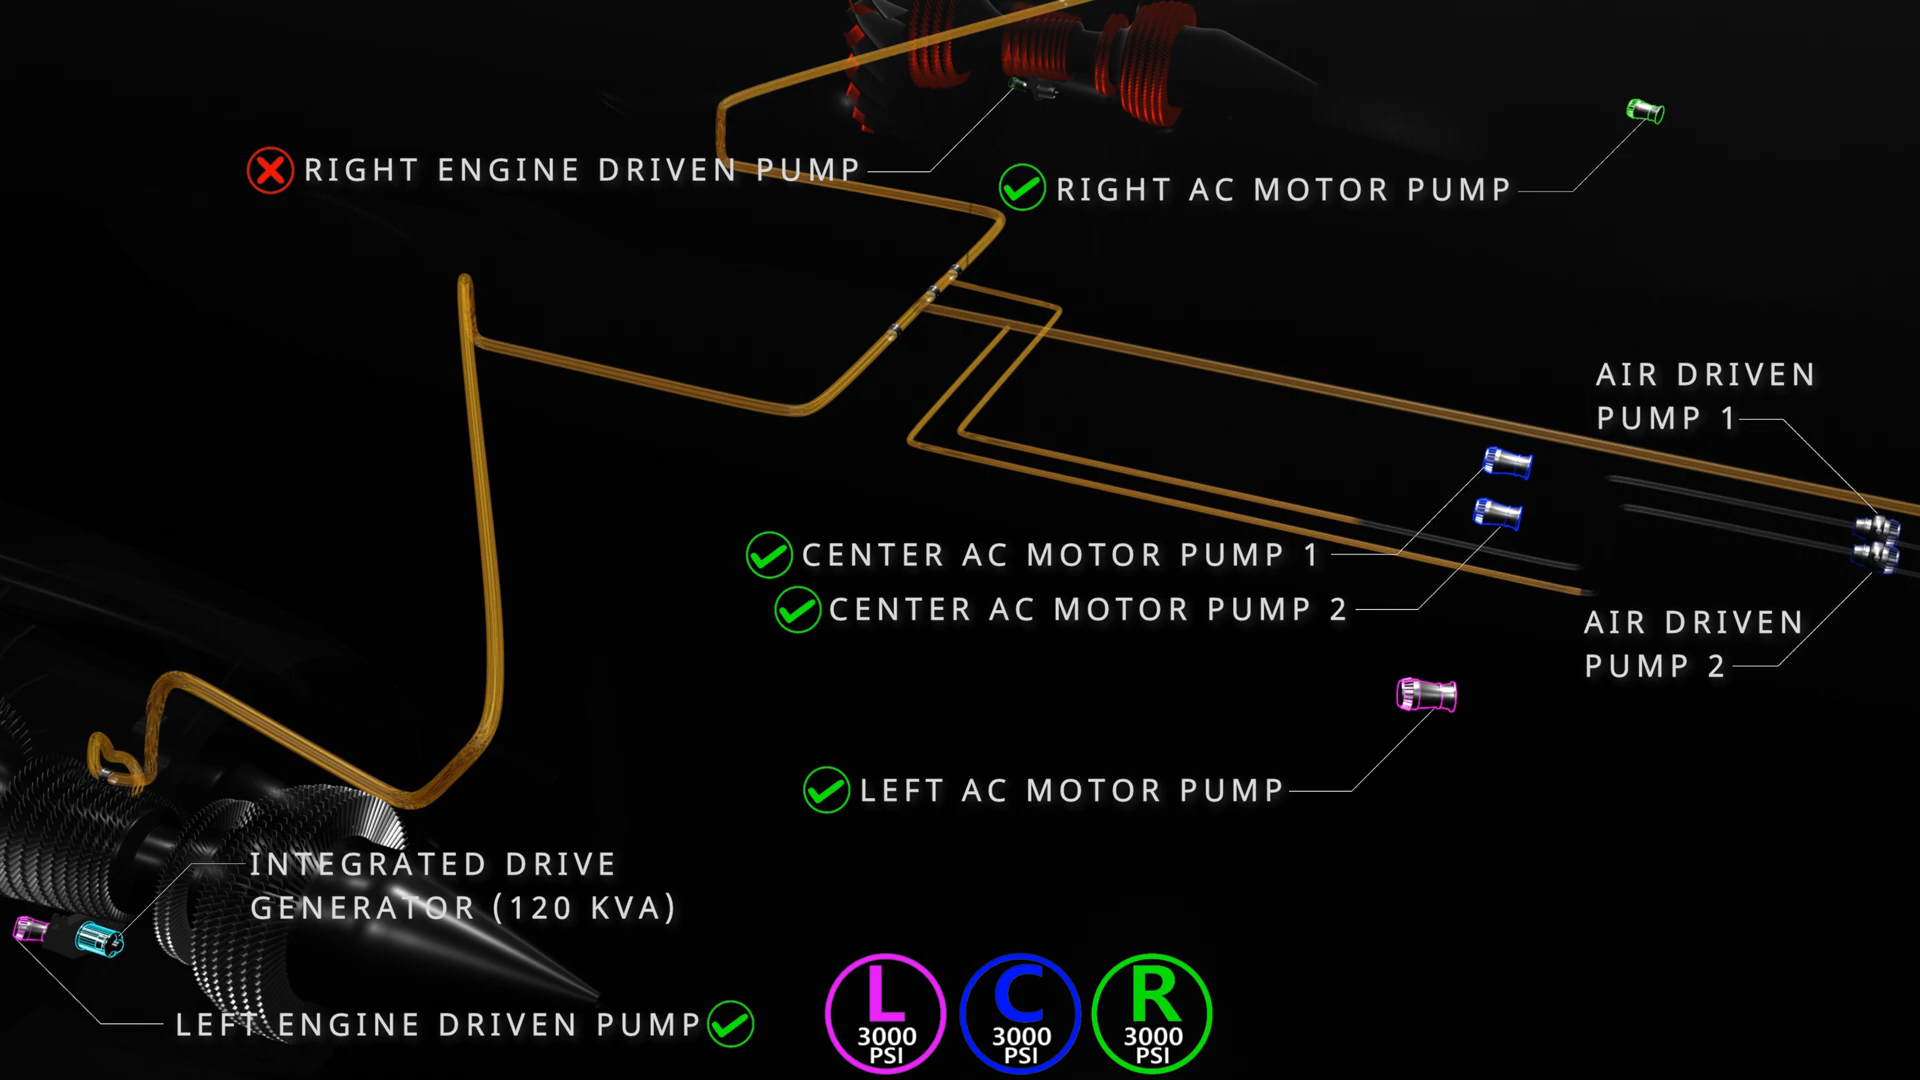 RIGHT ENGINE DRIVEN PUMP
RIGHT AC MOTOR PUMP
AIR DRIVEN
PUMP 1
CENTER AC MOTOR PUMP 1
CENTER AC MOTOR PUMP 2
AIR DRIVEN
PUMP 2
LEFT AC MOTOR PUMP
INTEGRATED DRIVE
GENERATOR (120 KVA)
LEFT ENGINE DRIVEN PUMP
L
3000
PSI
C
3000
PSI
R
3000
PSI